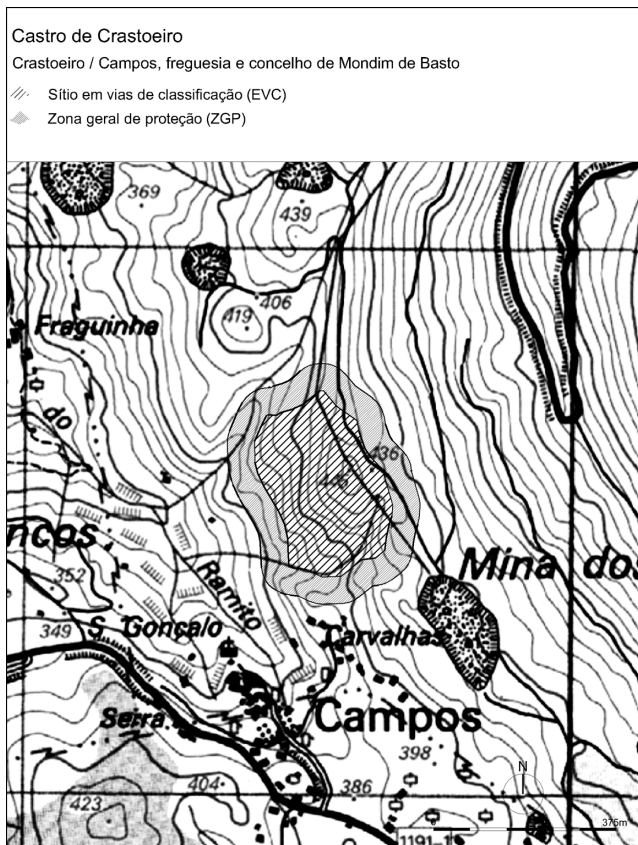 Castro de Crastoeiro
Crastoeiro / Campos, freguesia e concelho de Mondim de Basto
Sítio em vias de classificação (EVC)
Zona geral de proteção (ZGP)
369
439
406
419
Fraguinha
do
436
446
ncos
Mina dos
352
Ramito
349
S. Gonçalo
Carvalhas
Serra
Campos
398
N
404
386
423
375m